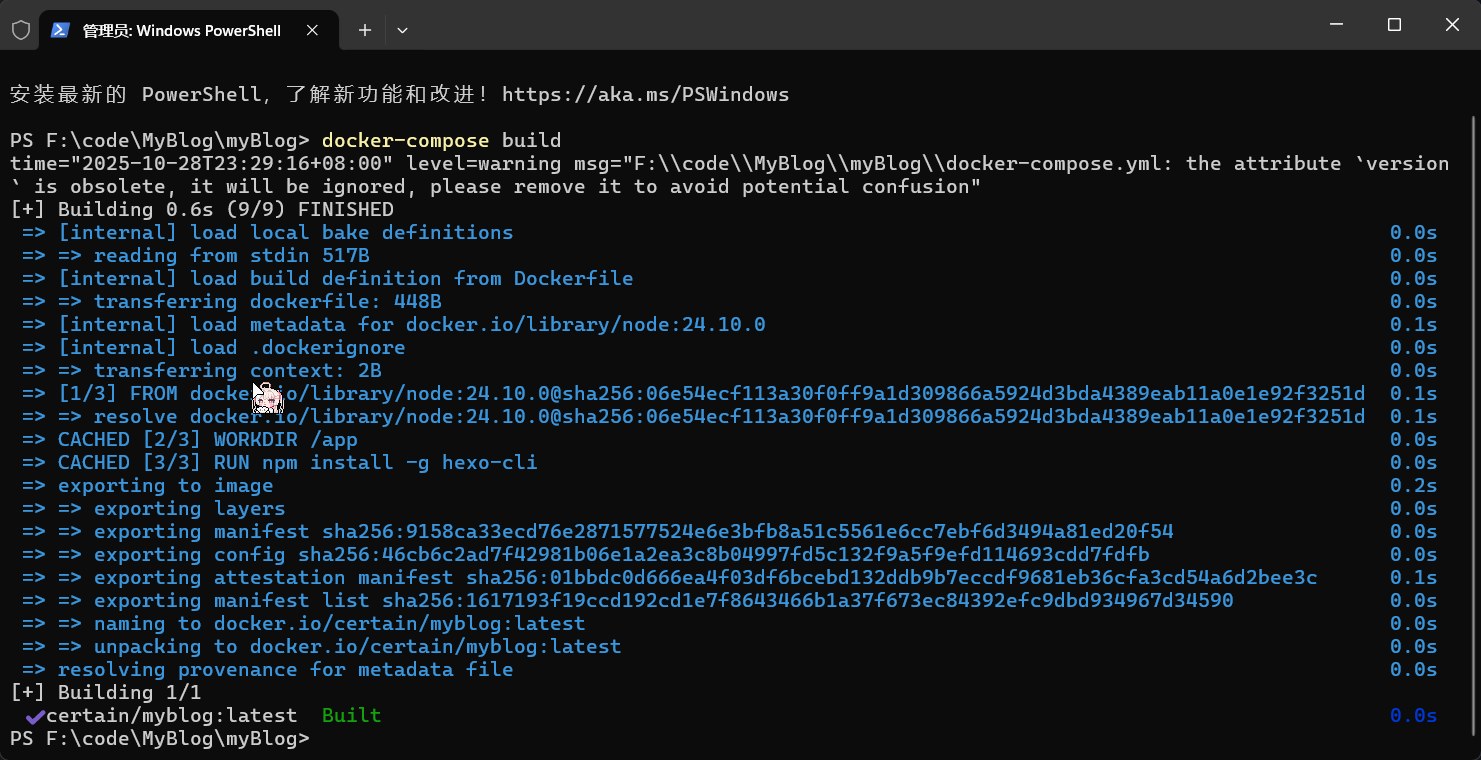 管理员: Windows PowerShell
安装最新的 PowerShell，了解新功能和改进！https://aka.ms/PSWindows
PS F:\code\MyBlog\myBlog> docker-compose build
time="2025-10-28T23:29:16+08:00" level=warning msg="F:\\code\\MyBlog\\myBlog\\docker-compose.yml: the attribute `version
` is obsolete, it will be ignored, please remove it to avoid potential confusion"
[+] Building 0.6s (9/9) FINISHED
=> [internal] load local bake definitions 0.0s
=> => reading from stdin 517B 0.0s
=> [internal] load build definition from Dockerfile 0.0s
=> => transferring dockerfile: 448B 0.0s
=> [internal] load metadata for docker.io/library/node:24.10.0 0.1s
=> [internal] load .dockerignore 0.0s
=> => transferring context: 2B 0.0s
=> [1/3] FROM docker.io/library/node:24.10.0@sha256:06e54ecf113a30f0ff9a1d309866a5924d3bda4389eab11a0e1e92f3251d 0.1s
=> => resolve docker.io/library/node:24.10.0@sha256:06e54ecf113a30f0ff9a1d309866a5924d3bda4389eab11a0e1e92f3251d 0.1s
=> CACHED [2/3] WORKDIR /app 0.0s
=> CACHED [3/3] RUN npm install -g hexo-cli 0.0s
=> exporting to image 0.2s
=> => exporting layers 0.0s
=> => exporting manifest sha256:9158ca33ecd76e2871577524e6e3bfb8a51c5561e6cc7ebf6d3494a81ed20f54 0.0s
=> => exporting config sha256:46cb6c2ad7f42981b06e1a2ea3c8b04997fd5c132f9a5f9efd114693cdd7fdfb 0.0s
=> => exporting attestation manifest sha256:01bbdc0d666ea4f03df6bcebd132ddb9b7eccdf9681eb36cfa3cd54a6d2bee3c 0.1s
=> => exporting manifest list sha256:1617193f19ccd192cd1e7f8643466b1a37f673ec84392efc9dbd934967d34590 0.0s
=> => naming to docker.io/certain/myblog:latest 0.0s
=> => unpacking to docker.io/certain/myblog:latest 0.0s
=> resolving provenance for metadata file 0.0s
[+] Building 1/1
✔certain/myblog:latest Built 0.0s
PS F:\code\MyBlog\myBlog>